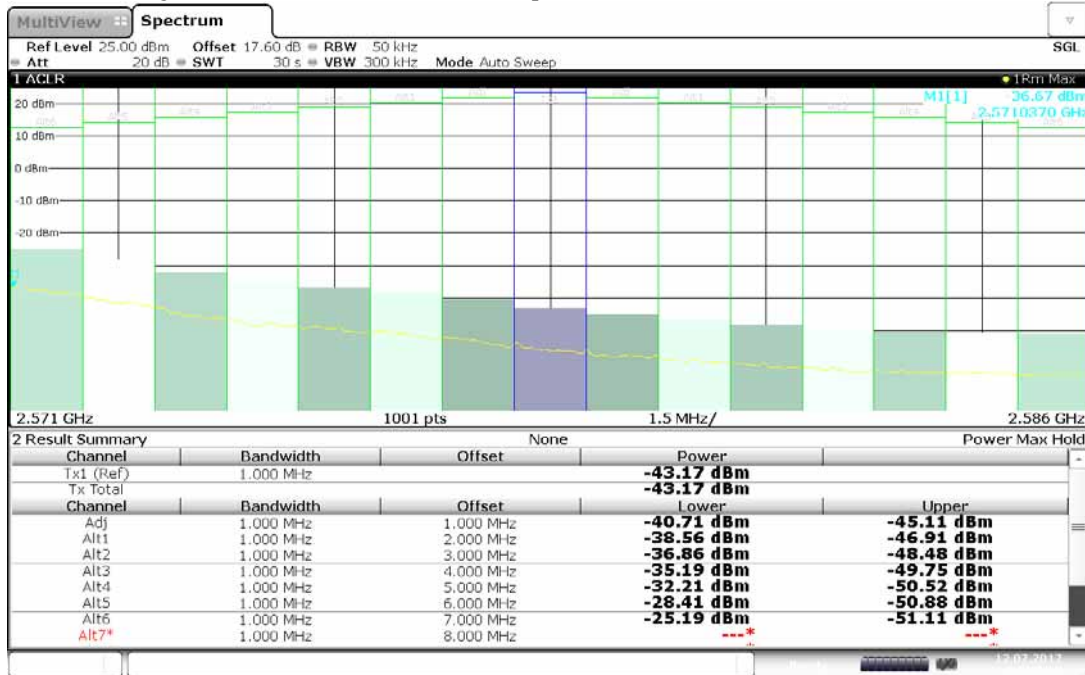 MultiView Spectrum
Ref Level 25.00 dBm Offset 17.60 dB RBW 50 kHz SGL
Att 20 dB SWT 30 s VBW 300 kHz Mode Auto Sweep
1 ACLR 1Rm Max
M1[1] 36.67 dBm
2.5710370 GHz
20 dBm
10 dBm
0 dBm
-10 dBm
-20 dBm
2.571 GHz 1001 pts 1.5 MHz/ 2.586 GHz
2 Result Summary None Power Max Hold
Channel Bandwidth Offset Power
Tx1 (Ref) 1.000 MHz -43.17 dBm
Tx Total -43.17 dBm
Channel Bandwidth Offset Lower Upper
Adj 1.000 MHz 1.000 MHz -40.71 dBm -45.11 dBm
Alt1 1.000 MHz 2.000 MHz -38.56 dBm -46.91 dBm
Alt2 1.000 MHz 3.000 MHz -36.86 dBm -48.48 dBm
Alt3 1.000 MHz 4.000 MHz -35.19 dBm -49.75 dBm
Alt4 1.000 MHz 5.000 MHz -32.21 dBm -50.52 dBm
Alt5 1.000 MHz 6.000 MHz -28.41 dBm -50.88 dBm
Alt6 1.000 MHz 7.000 MHz -25.19 dBm -51.11 dBm
Alt7* 1.000 MHz 8.000 MHz ---* ---*
12.07.2017